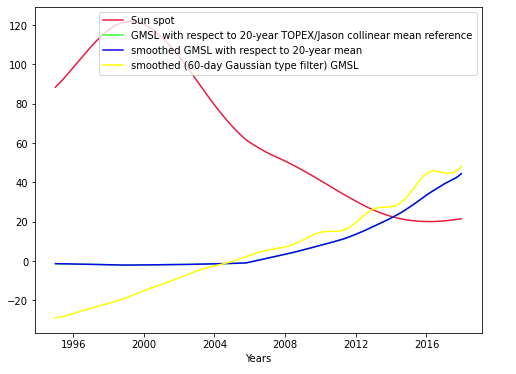 Sun spot
GMSL with respect to 20-year TOPEX/Jason collinear mean reference
smoothed GMSL with respect to 20-year mean
smoothed (60-day Gaussian type filter) GMSL
120
100
80
60
40
20
0
−20
1996 2000 2004 2008 2012 2016
Years